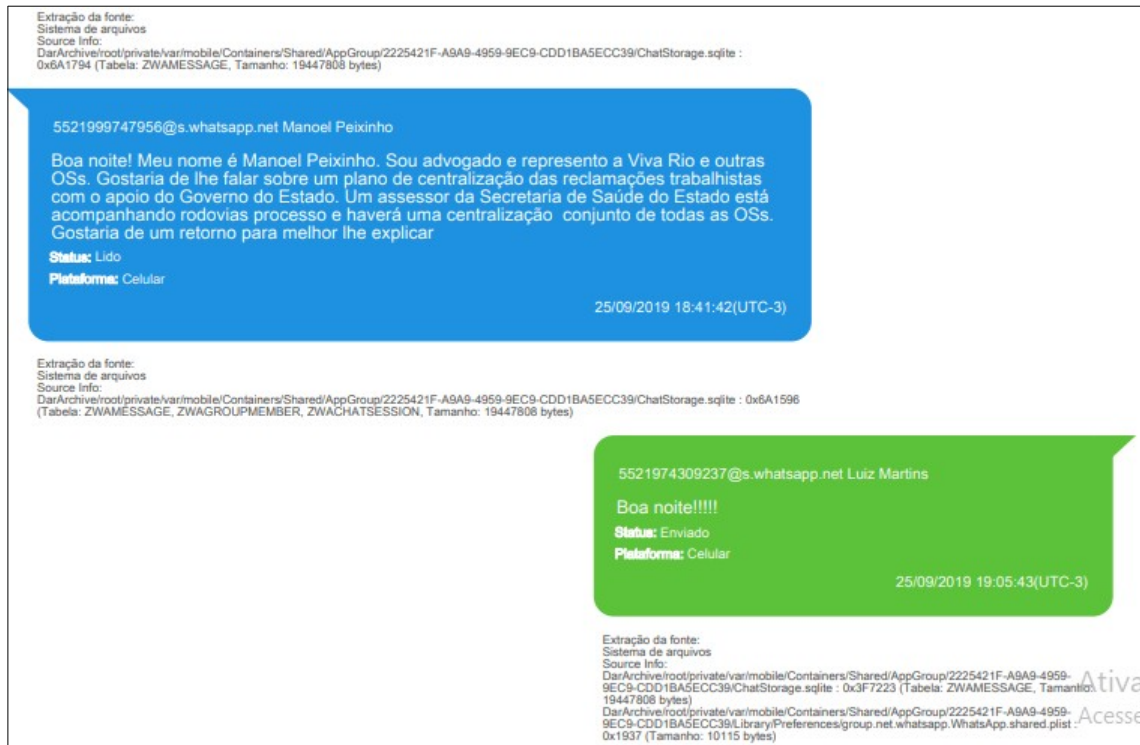 Extração da fonte:
Sistema de arquivos
Source Info:
DarArchive/root/private/var/mobile/Containers/Shared/AppGroup/2225421F-A9A9-4959-9EC9-CDD1BA5ECC39/ChatStorage.sqlite :
0x6A1794 (Tabela: ZWAMESSAGE, Tamanho: 19447808 bytes)
5521999747956@s.whatsapp.net Manoel Peixinho
Boa noite! Meu nome é Manoel Peixinho. Sou advogado e represento a Viva Rio e outras
OSs. Gostaria de lhe falar sobre um plano de centralização das reclamações trabalhistas
com o apoio do Governo do Estado. Um assessor da Secretaria de Saúde do Estado está
acompanhando rodovias processo e haverá uma centralização  conjunto de todas as OSs.
Gostaria de um retorno para melhor lhe explicar
Status: Lido
Plataforma: Celular
25/09/2019 18:41:42(UTC-3)
Extração da fonte:
Sistema de arquivos
Source Info:
DarArchive/root/private/var/mobile/Containers/Shared/AppGroup/2225421F-A9A9-4959-9EC9-CDD1BA5ECC39/ChatStorage.sqlite : 0x6A1596
(Tabela: ZWAMESSAGE, ZWAGROUPMEMBER, ZWACHATSESSION, Tamanho: 19447808 bytes)
5521974309237@s.whatsapp.net Luiz Martins
Boa noite!!!!!
Status: Enviado
Plataforma: Celular
25/09/2019 19:05:43(UTC-3)
Extração da fonte:
Sistema de arquivos
Source Info:
DarArchive/root/private/var/mobile/Containers/Shared/AppGroup/2225421F-A9A9-4959-
9EC9-CDD1BA5ECC39/ChatStorage.sqlite : 0x3F7223 (Tabela: ZWAMESSAGE, Tamanho:
19447808 bytes)
DarArchive/root/private/var/mobile/Containers/Shared/AppGroup/2225421F-A9A9-4959-
9EC9-CDD1BA5ECC39/Library/Preferences/group.net.whatsapp.WhatsApp.shared.plist :
0x1937 (Tamanho: 10115 bytes)
Ativa
Acesse